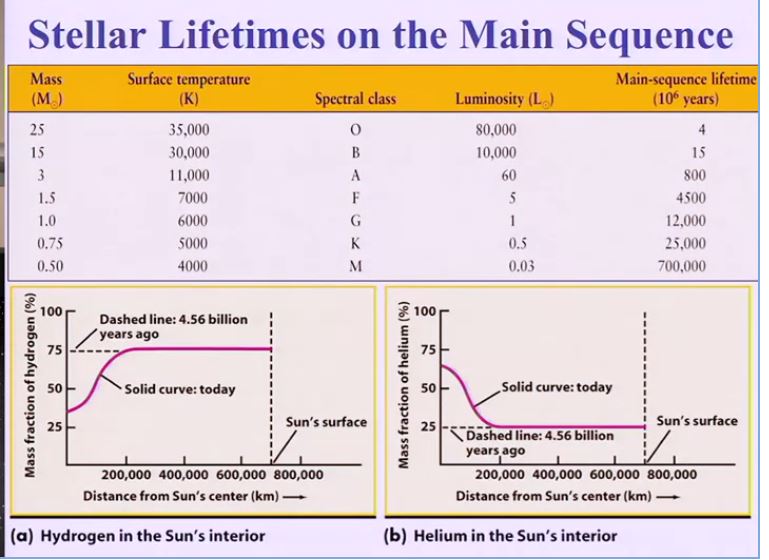 Stellar Lifetimes on the Main Sequence
Mass Surface temperature Main-sequence lifetime
(M☉) (K) Spectral class Luminosity (L☉) (10⁶ years)
25 35,000 O 80,000 4
15 30,000 B 10,000 15
3 11,000 A 60 800
1.5 7000 F 5 4500
1.0 6000 G 1 12,000
0.75 5000 K 0.5 25,000
0.50 4000 M 0.03 700,000
Mass fraction of hydrogen (%)
100
75
50
25
Dashed line: 4.56 billion
years ago
Solid curve: today
Sun's surface
200,000 400,000 600,000 800,000
Distance from Sun's center (km)
(a) Hydrogen in the Sun's interior
Mass fraction of helium (%)
100
75
50
25
Solid curve: today
Sun's surface
Dashed line: 4.56 billion
years ago
200,000 400,000 600,000 800,000
Distance from Sun's center (km)
(b) Helium in the Sun's interior